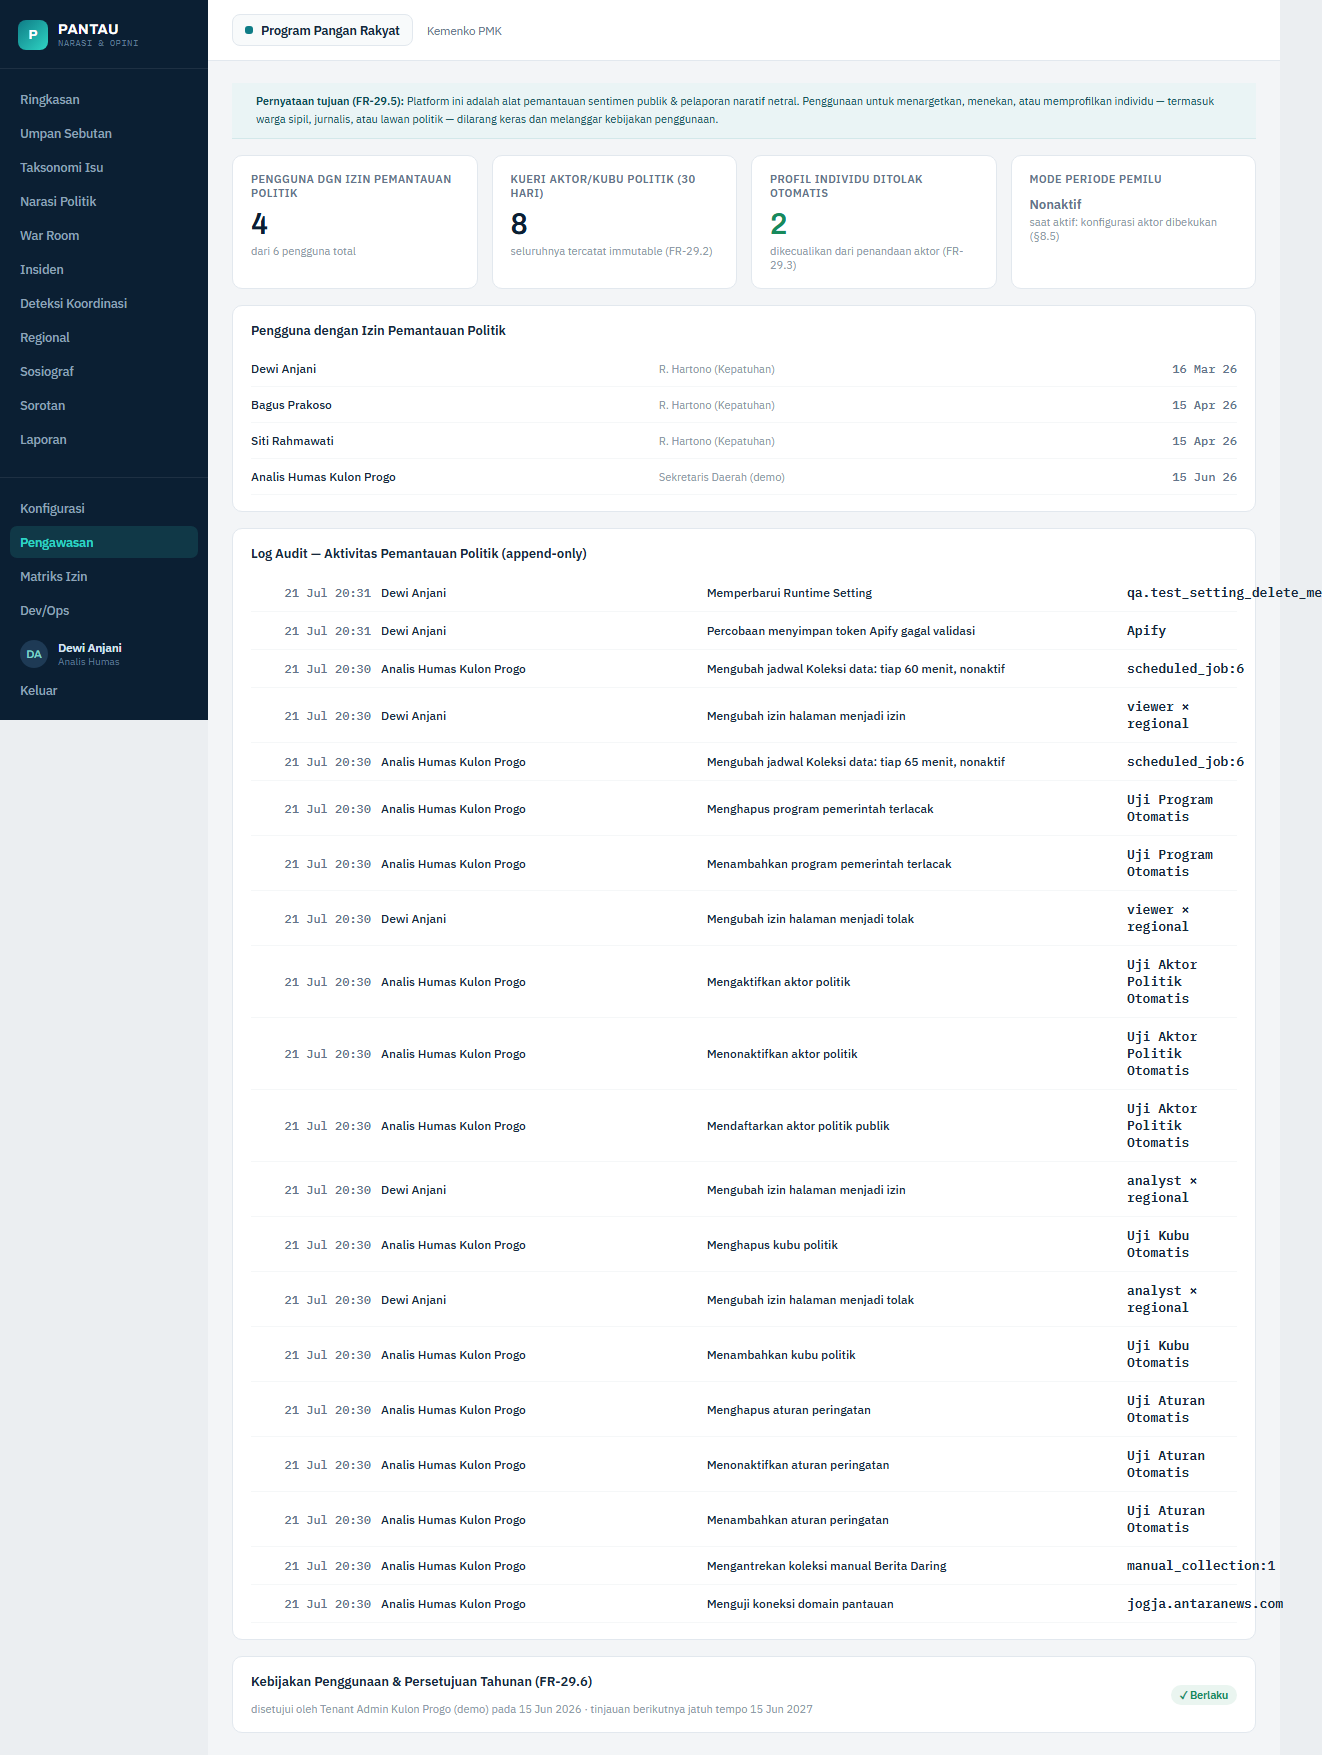 P
PANTAU
NARASI & OPINI
Ringkasan
Umpan Sebutan
Taksonomi Isu
Narasi Politik
War Room
Insiden
Deteksi Koordinasi
Regional
Sosiograf
Sorotan
Laporan
Konfigurasi
Pengawasan
Matriks Izin
Dev/Ops
DA
Dewi Anjani
Analis Humas
Keluar
Program Pangan Rakyat
Kemenko PMK
Pernyataan tujuan (FR-29.5): Platform ini adalah alat pemantauan sentimen publik & pelaporan naratif netral. Penggunaan untuk menargetkan, menekan, atau memprofilkan individu — termasuk
warga sipil, jurnalis, atau lawan politik — dilarang keras dan melanggar kebijakan penggunaan.
PENGGUNA DGN IZIN PEMANTAUAN
POLITIK
4
dari 6 pengguna total
KUERI AKTOR/KUBU POLITIK (30
HARI)
8
seluruhnya tercatat immutable (FR-29.2)
PROFIL INDIVIDU DITOLAK
OTOMATIS
2
dikecualikan dari penandaan aktor (FR-
29.3)
MODE PERIODE PEMILU
Nonaktif
saat aktif: konfigurasi aktor dibekukan
(§8.5)
Pengguna dengan Izin Pemantauan Politik
Dewi Anjani R. Hartono (Kepatuhan) 16 Mar 26
Bagus Prakoso R. Hartono (Kepatuhan) 15 Apr 26
Siti Rahmawati R. Hartono (Kepatuhan) 15 Apr 26
Analis Humas Kulon Progo Sekretaris Daerah (demo) 15 Jun 26
Log Audit — Aktivitas Pemantauan Politik (append-only)
21 Jul 20:31 Dewi Anjani Memperbarui Runtime Setting qa.test_setting_delete_me
21 Jul 20:31 Dewi Anjani Percobaan menyimpan token Apify gagal validasi Apify
21 Jul 20:30 Analis Humas Kulon Progo Mengubah jadwal Koleksi data: tiap 60 menit, nonaktif scheduled_job:6
21 Jul 20:30 Dewi Anjani Mengubah izin halaman menjadi izin viewer ×
regional
21 Jul 20:30 Analis Humas Kulon Progo Mengubah jadwal Koleksi data: tiap 65 menit, nonaktif scheduled_job:6
21 Jul 20:30 Analis Humas Kulon Progo Menghapus program pemerintah terlacak Uji Program
Otomatis
21 Jul 20:30 Analis Humas Kulon Progo Menambahkan program pemerintah terlacak Uji Program
Otomatis
21 Jul 20:30 Dewi Anjani Mengubah izin halaman menjadi tolak viewer ×
regional
21 Jul 20:30 Analis Humas Kulon Progo Mengaktifkan aktor politik Uji Aktor
Politik
Otomatis
21 Jul 20:30 Analis Humas Kulon Progo Menonaktifkan aktor politik Uji Aktor
Politik
Otomatis
21 Jul 20:30 Analis Humas Kulon Progo Mendaftarkan aktor politik publik Uji Aktor
Politik
Otomatis
21 Jul 20:30 Dewi Anjani Mengubah izin halaman menjadi izin analyst ×
regional
21 Jul 20:30 Analis Humas Kulon Progo Menghapus kubu politik Uji Kubu
Otomatis
21 Jul 20:30 Dewi Anjani Mengubah izin halaman menjadi tolak analyst ×
regional
21 Jul 20:30 Analis Humas Kulon Progo Menambahkan kubu politik Uji Kubu
Otomatis
21 Jul 20:30 Analis Humas Kulon Progo Menghapus aturan peringatan Uji Aturan
Otomatis
21 Jul 20:30 Analis Humas Kulon Progo Menonaktifkan aturan peringatan Uji Aturan
Otomatis
21 Jul 20:30 Analis Humas Kulon Progo Menambahkan aturan peringatan Uji Aturan
Otomatis
21 Jul 20:30 Analis Humas Kulon Progo Mengantrekan koleksi manual Berita Daring manual_collection:1
21 Jul 20:30 Analis Humas Kulon Progo Menguji koneksi domain pantauan jogja.antaranews.com
Kebijakan Penggunaan & Persetujuan Tahunan (FR-29.6)
disetujui oleh Tenant Admin Kulon Progo (demo) pada 15 Jun 2026 · tinjauan berikutnya jatuh tempo 15 Jun 2027
✓ Berlaku